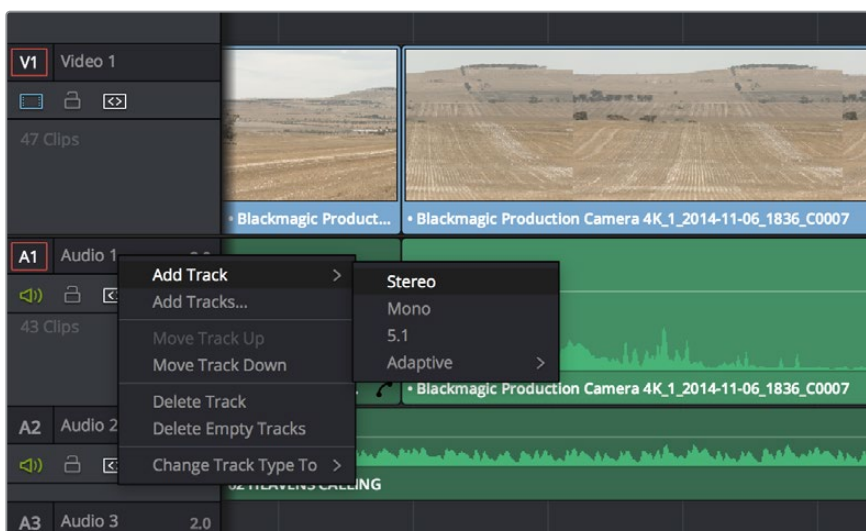 V1 Video 1
47 Clips
• Blackmagic Product...
• Blackmagic Production Camera 4K_1_2014-11-06_1836_C0007
A1 Audio 1
43 Clips
Add Track >
Add Tracks...
Move Track Up
Move Track Down
Delete Track
Delete Empty Tracks
Change Track Type To >
Stereo
Mono
5.1
Adaptive >
• Blackmagic Production Camera 4K_1_2014-11-06_1836_C0007
A2 Audio 2
HEAVENS CALLING
A3 Audio 3 2.0